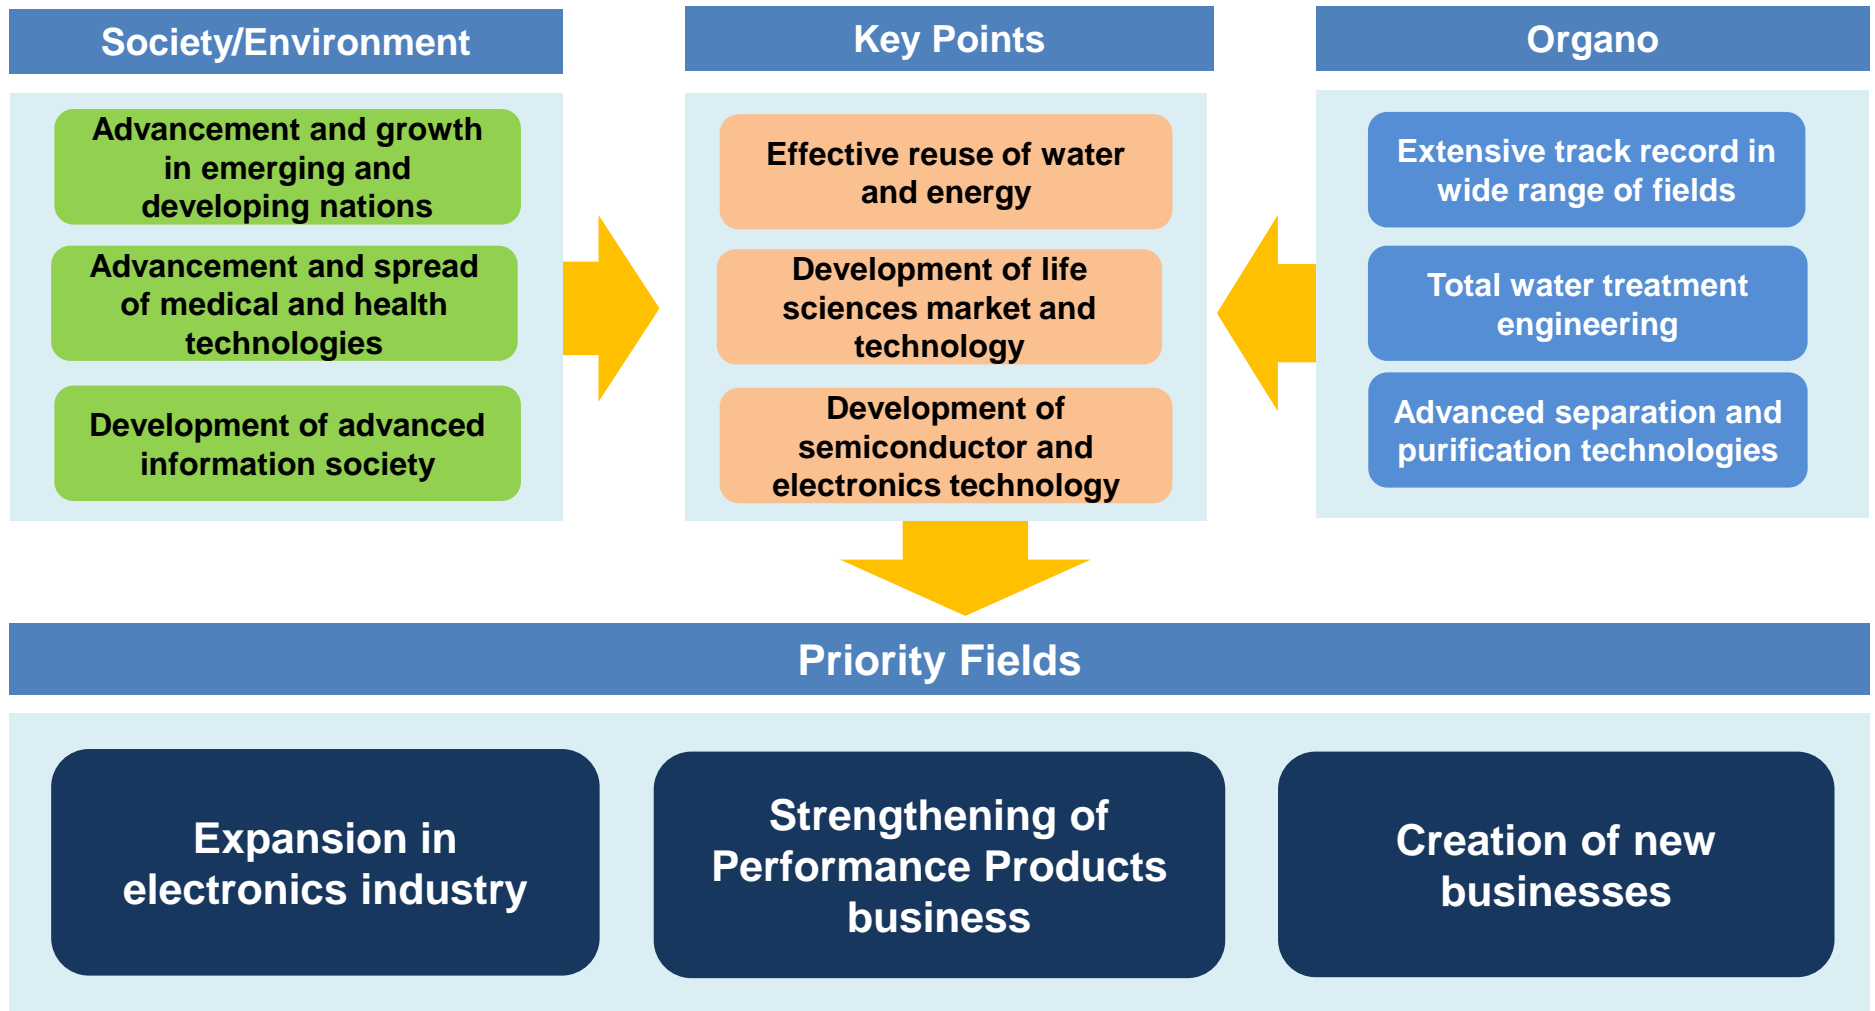 Society/Environment
Advancement and growth
in emerging and
developing nations
Advancement and spread
of medical and health
technologies
Development of advanced
information society
Key Points
Effective reuse of water
and energy
Development of life
sciences market and
technology
Development of
semiconductor and
electronics technology
Organo
Extensive track record in
wide range of fields
Total water treatment
engineering
Advanced separation and
purification technologies
Priority Fields
Expansion in
electronics industry
Strengthening of
Performance Products
business
Creation of new
businesses